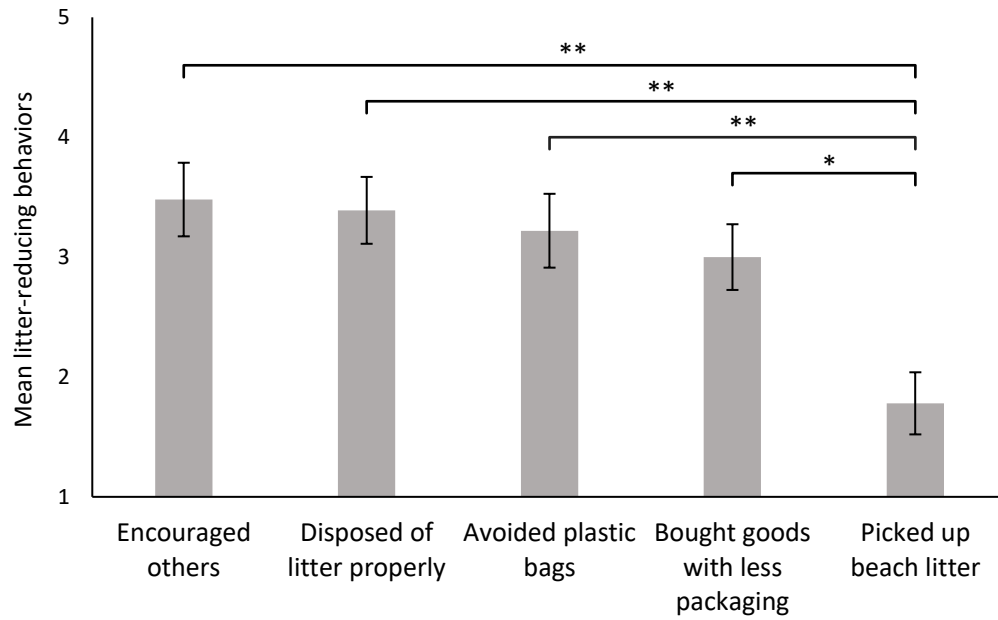 5
4
3
2
1
Mean litter-reducing behaviors
**
**
**
*
Encouraged
others
Disposed of
litter properly
Avoided plastic
bags
Bought goods
with less
packaging
Picked up
beach litter